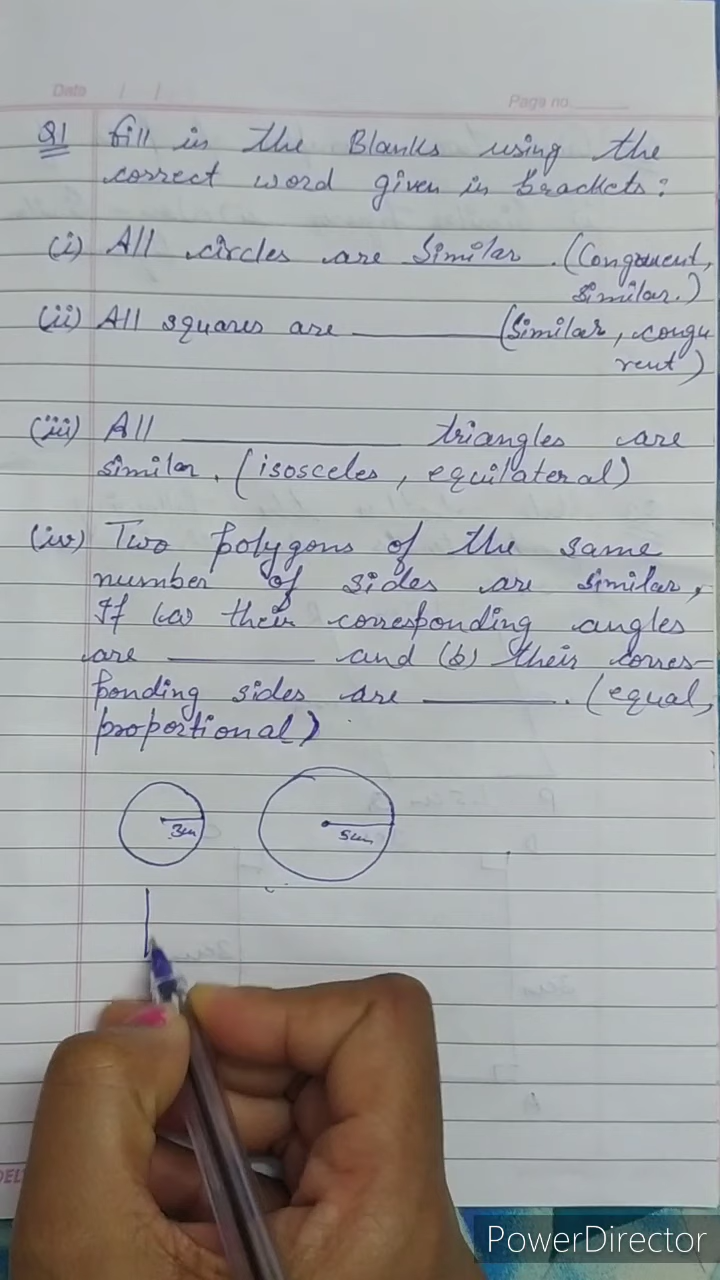 Date / /
Page no.
Q1 fill in the Blanks using the
correct word given in brackets:
(i) All circles are Similar. (Congruent,
similar.)
(ii) All squares are ________ (Similar, congu
rent)
(iii) All ________ triangles are
similar. (isosceles, equilateral)
(iv) Two polygons of the same
number of sides are similar,
If (a) their corresponding angles
are ________ and (b) their corres-
ponding sides are ________. (equal,
proportional)
3cm 5cm
PowerDirector